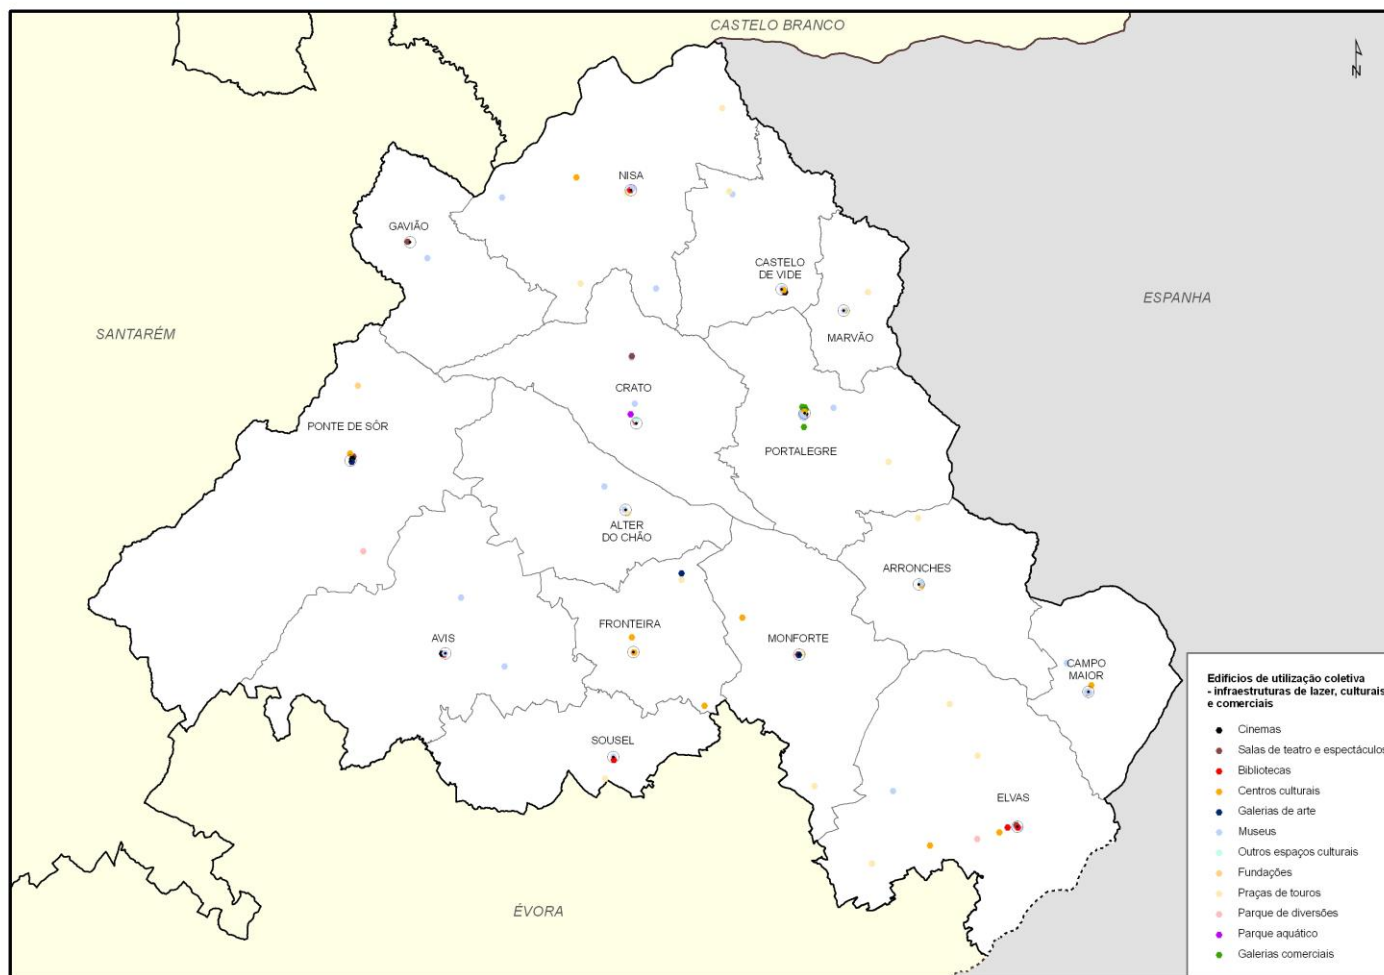 CASTELO BRANCO
N
NISA
GAVIÃO
CASTELO
DE VIDE
ESPANHA
SANTARÉM
MARVÃO
CRATO
PONTE DE SÔR
PORTALEGRE
ALTER
DO CHÃO
ARRONCHES
AVIS
FRONTEIRA
MONFORTE
CAMPO
MAIOR
SOUSEL
ELVAS
ÉVORA
Edifícios de utilização coletiva
- infraestruturas de lazer, culturais
e comerciais
Cinemas
Salas de teatro e espectáculos
Bibliotecas
Centros culturais
Galerias de arte
Museus
Outros espaços culturais
Fundações
Praças de touros
Parque de diversões
Parque aquático
Galerias comerciais